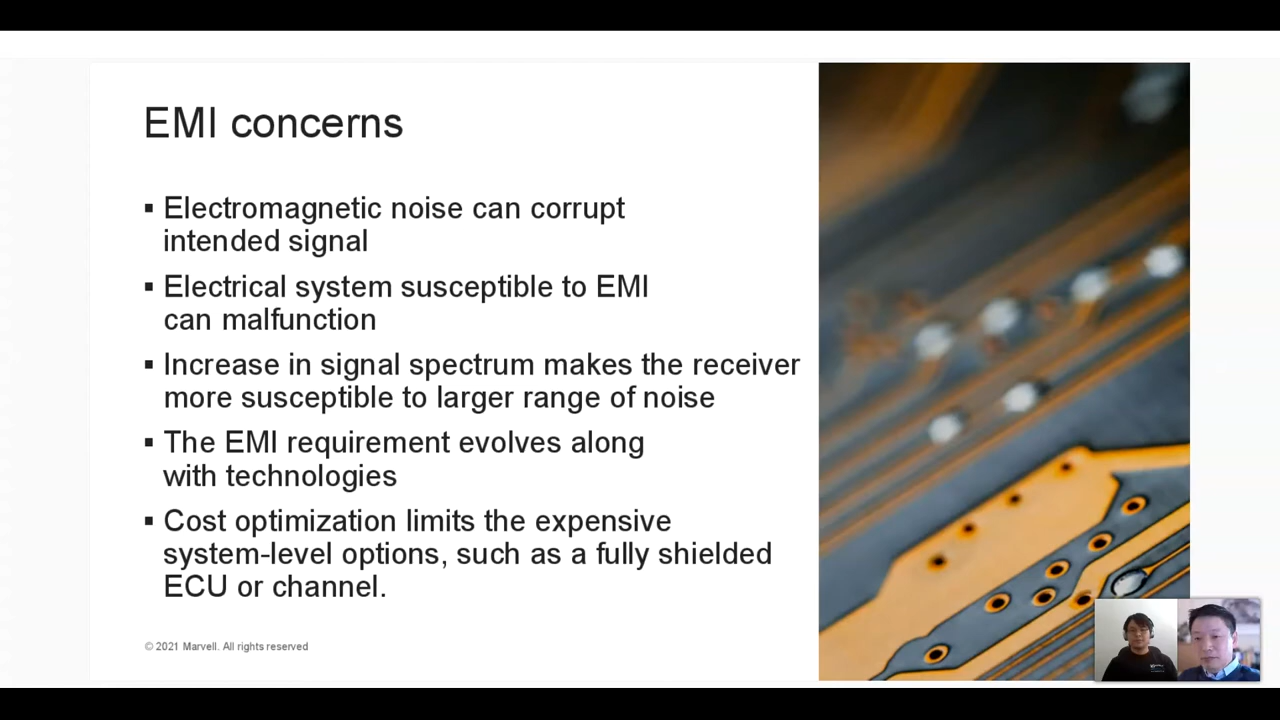 EMI concerns
▪ Electromagnetic noise can corrupt
intended signal
▪ Electrical system susceptible to EMI
can malfunction
▪ Increase in signal spectrum makes the receiver
more susceptible to larger range of noise
▪ The EMI requirement evolves along
with technologies
▪ Cost optimization limits the expensive
system-level options, such as a fully shielded
ECU or channel.
© 2021 Marvell. All rights reserved